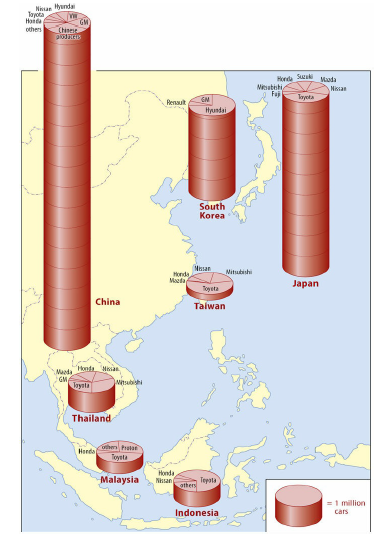 Hyundai
Nissan
Toyota
VW
Honda
GM
others
Chinese
producers
Honda
Suzuki
Mazda
Mitsubishi
Nissan
Fuji
Toyota
Renault
GM
Hyundai
South
Korea
Japan
Nissan
Mitsubishi
Honda
Mazda
Toyota
Taiwan
China
Honda
Nissan
Mazda
GM
Toyota
Mitsubishi
Thailand
others
Proton
Honda
Toyota
Malaysia
Honda
Nissan
Toyota
others
Indonesia
= 1 million
cars